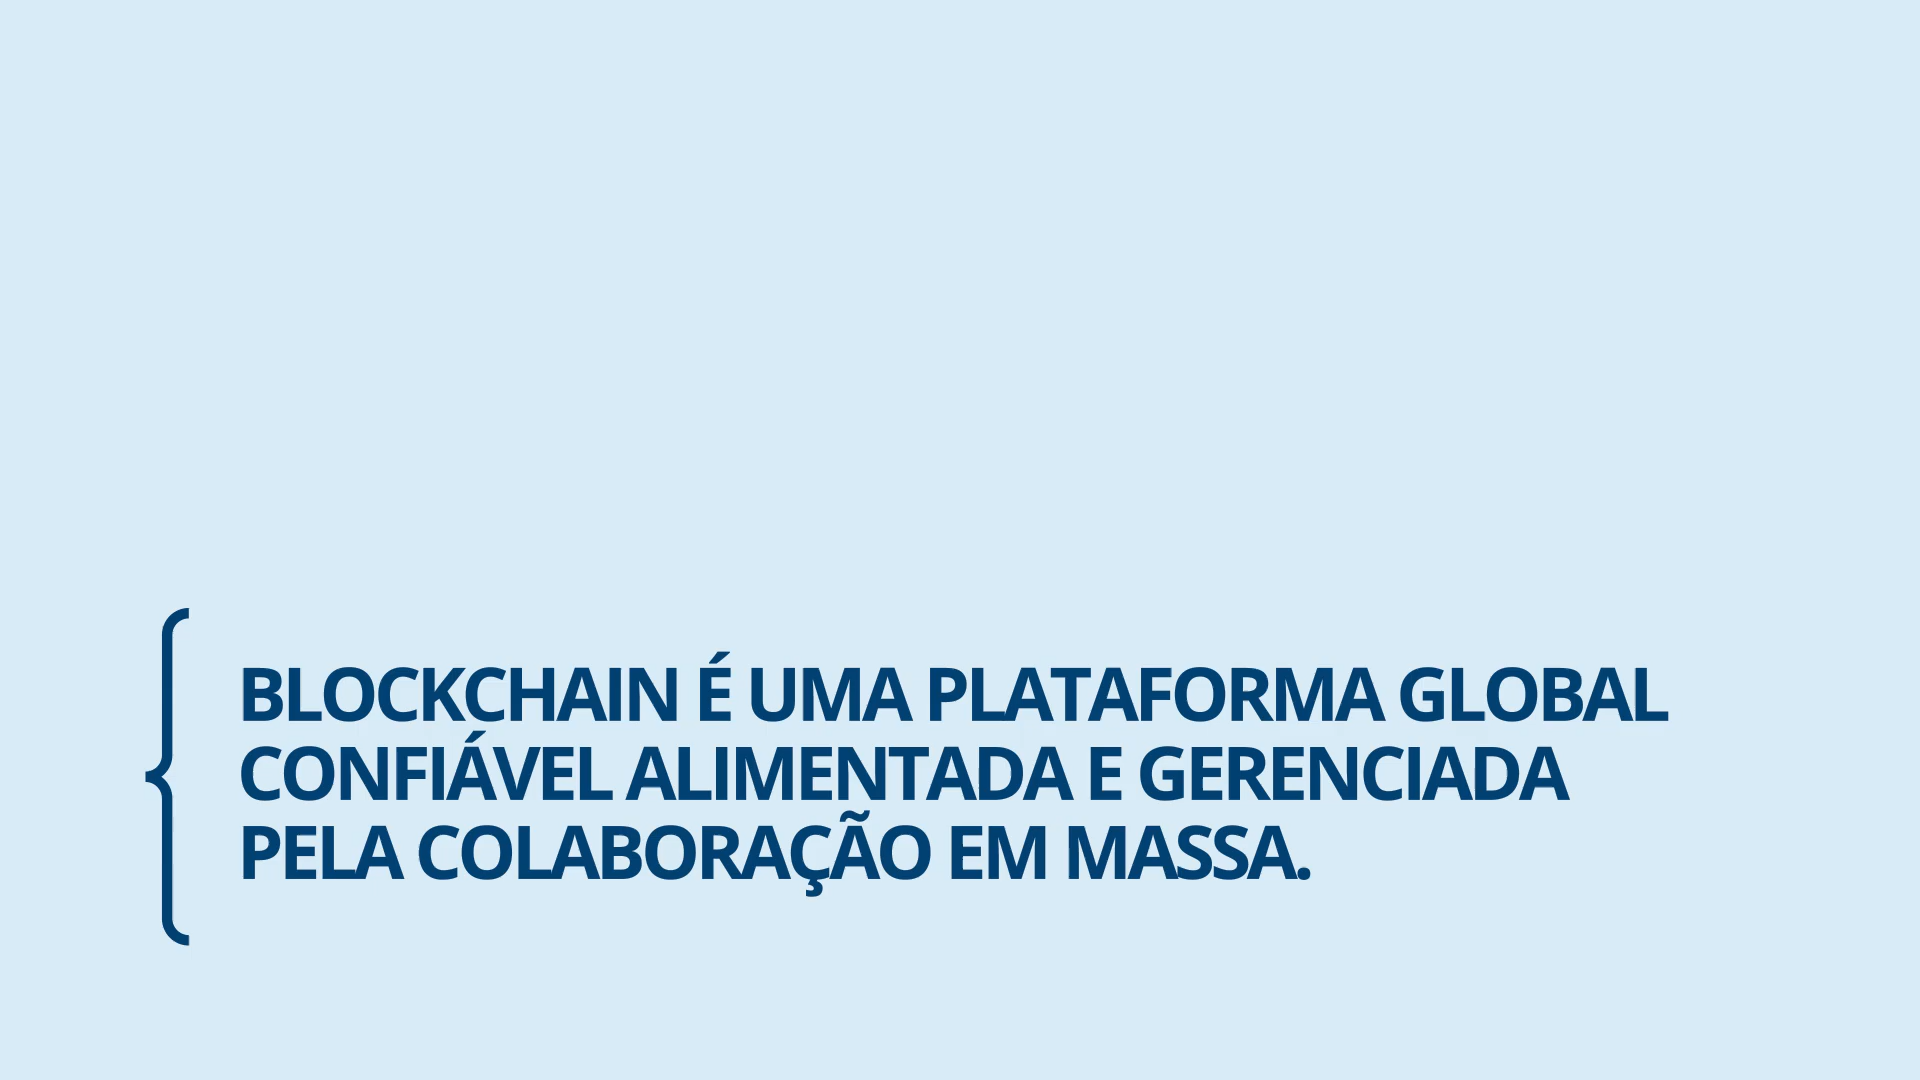 BLOCKCHAIN É UMA PLATAFORMA GLOBAL
CONFIÁVEL ALIMENTADA E GERENCIADA
PELA COLABORAÇÃO EM MASSA.